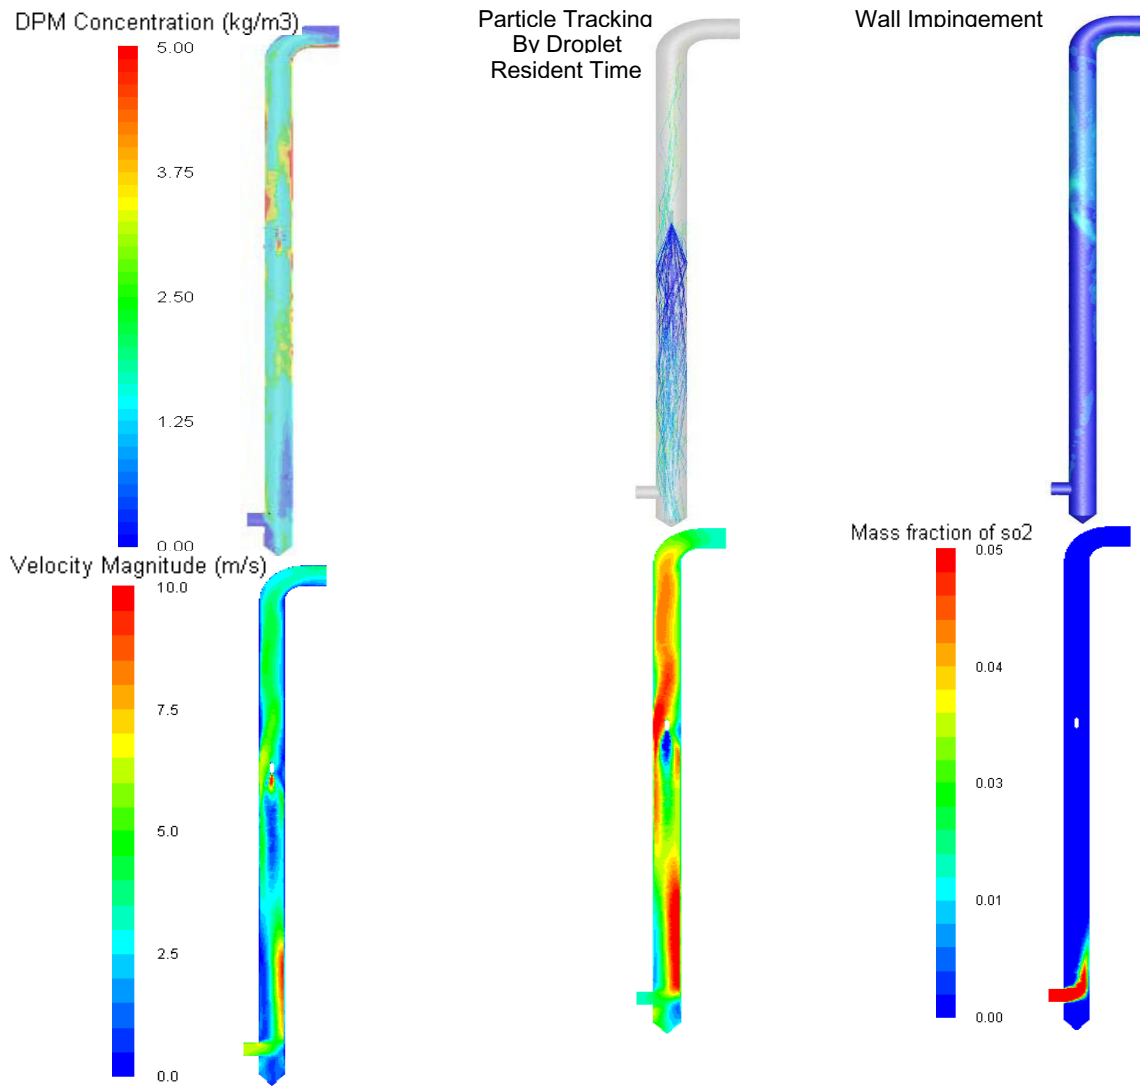 DPM Concentration (kg/m3)
5.00
3.75
2.50
1.25
0.00
Particle Tracking
By Droplet
Resident Time
Wall Impingement
Velocity Magnitude (m/s)
10.0
7.5
5.0
2.5
0.0
Mass fraction of so2
0.05
0.04
0.03
0.01
0.00